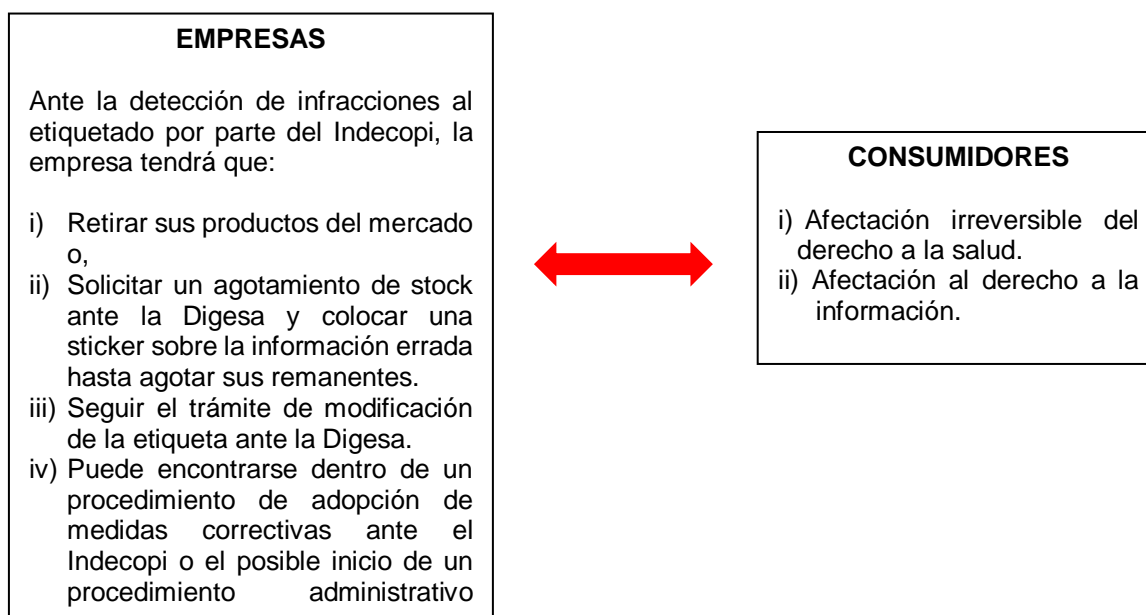 EMPRESAS
Ante la detección de infracciones al
etiquetado por parte del Indecopi, la
empresa tendrá que:
i) Retirar sus productos del mercado
o,
ii) Solicitar un agotamiento de stock
ante la Digesa y colocar una
sticker sobre la información errada
hasta agotar sus remanentes.
iii) Seguir el trámite de modificación
de la etiqueta ante la Digesa.
iv) Puede encontrarse dentro de un
procedimiento de adopción de
medidas correctivas ante el
Indecopi o el posible inicio de un
procedimiento administrativo
CONSUMIDORES
i) Afectación irreversible del
derecho a la salud.
ii) Afectación al derecho a la
información.